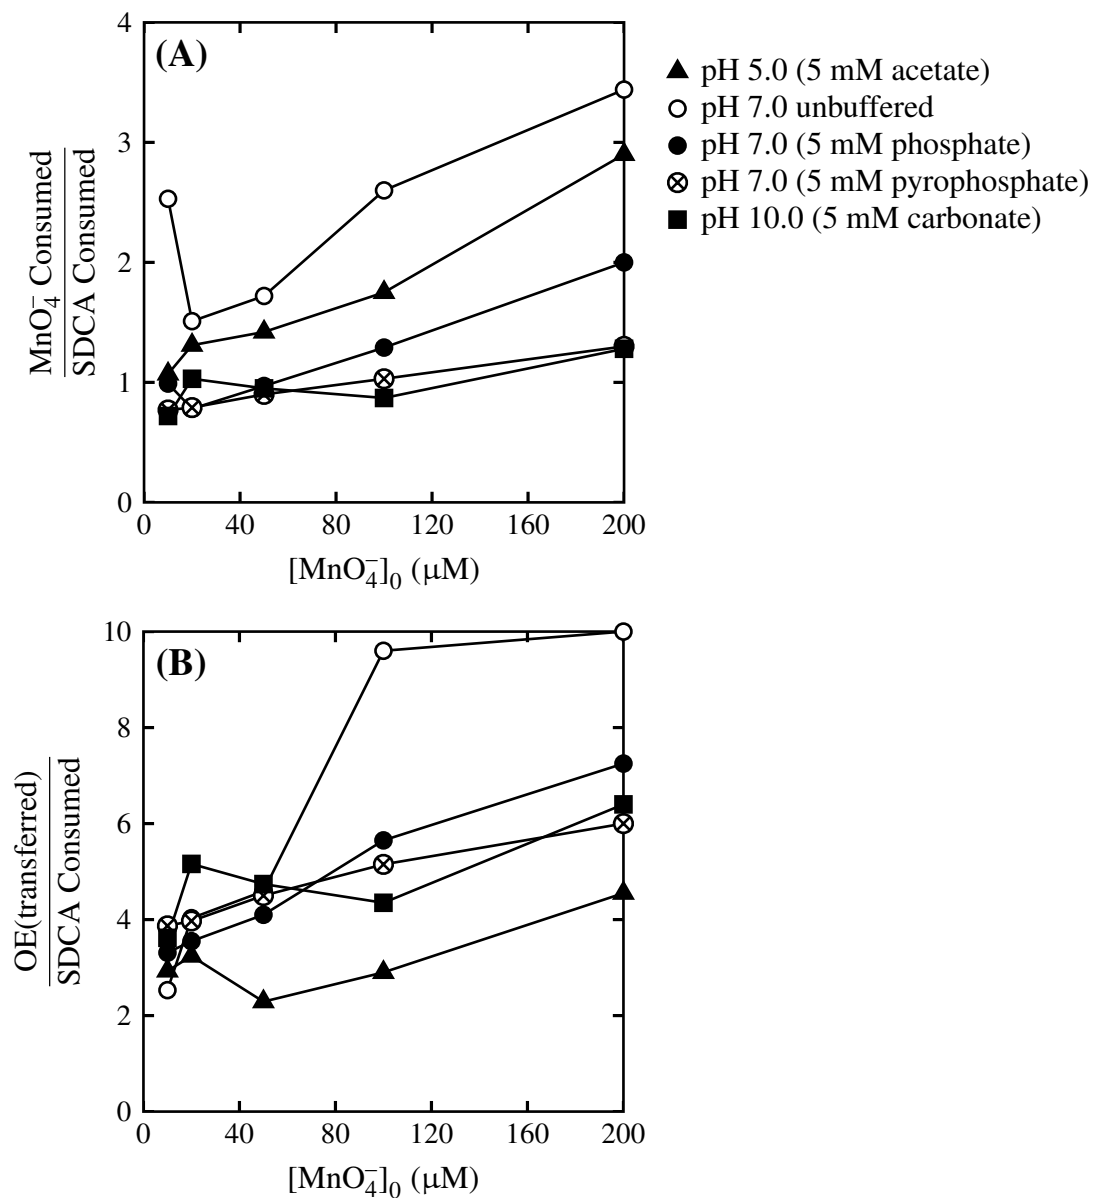 (A)
4
3
2
1
0
MnO₄⁻ Consumed
SDCA Consumed
0 40 80 120 160 200
[MnO₄⁻]₀ (μM)
pH 5.0 (5 mM acetate)
pH 7.0 unbuffered
pH 7.0 (5 mM phosphate)
pH 7.0 (5 mM pyrophosphate)
pH 10.0 (5 mM carbonate)
(B)
10
8
6
4
2
0
OE(transferred)
SDCA Consumed
0 40 80 120 160 200
[MnO₄⁻]₀ (μM)